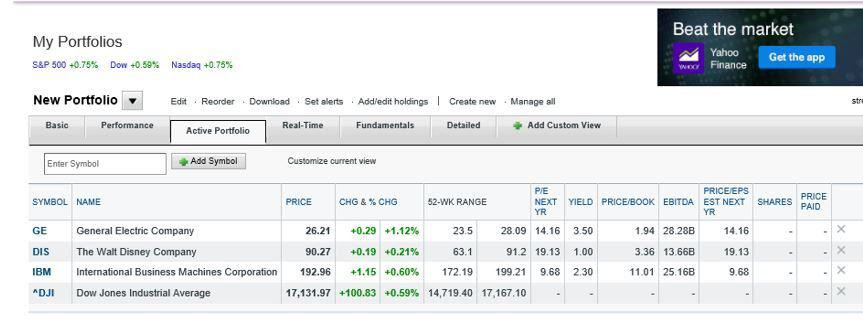 Beat the market
My Portfolios
Yahoo
Finance
YAHOO!
Get the app
S&P 500 +0.75% Dow +0.59% Nasdaq +0.75%
New Portfolio Edit · Reorder · Download · Set alerts · Add/edit holdings | Create new · Manage all
Basic Performance Active Portfolio Real-Time Fundamentals Detailed Add Custom View
Enter Symbol Add Symbol Customize current view
SYMBOL NAME PRICE CHG & % CHG 52-WK RANGE P/E NEXT YR YIELD PRICE/BOOK EBITDA PRICE/EPS EST NEXT YR SHARES PRICE PAID
GE General Electric Company 26.21 +0.29 +1.12% 23.5 28.09 14.16 3.50 1.94 28.28B 14.16 - -
DIS The Walt Disney Company 90.27 +0.19 +0.21% 63.1 91.2 19.13 1.00 3.36 13.66B 19.13 - -
IBM International Business Machines Corporation 192.96 +1.15 +0.60% 172.19 199.21 9.68 2.30 11.01 25.16B 9.68 - -
^DJI Dow Jones Industrial Average 17,131.97 +100.83 +0.59% 14,719.40 17,167.10 - - - - - - -